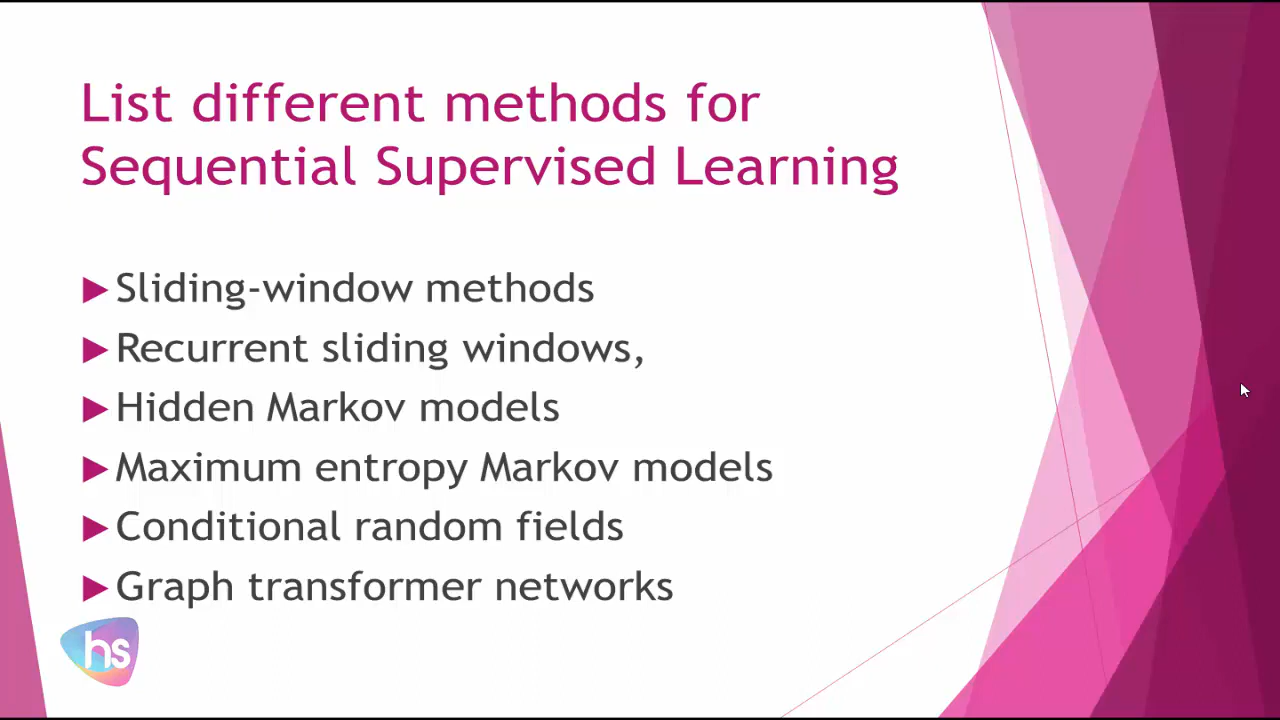 List different methods for
Sequential Supervised Learning
Sliding-window methods
Recurrent sliding windows,
Hidden Markov models
Maximum entropy Markov models
Conditional random fields
Graph transformer networks
hs